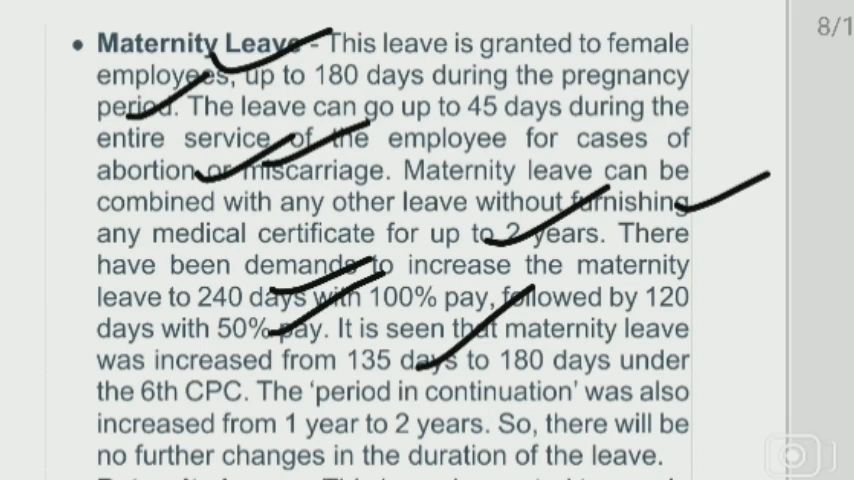 8/1
• Maternity Leave - This leave is granted to female
employees, up to 180 days during the pregnancy
period. The leave can go up to 45 days during the
entire service of the employee for cases of
abortion or miscarriage. Maternity leave can be
combined with any other leave without furnishing
any medical certificate for up to 2 years. There
have been demands to increase the maternity
leave to 240 days with 100% pay, followed by 120
days with 50% pay. It is seen that maternity leave
was increased from 135 days to 180 days under
the 6th CPC. The ‘period in continuation’ was also
increased from 1 year to 2 years. So, there will be
no further changes in the duration of the leave.